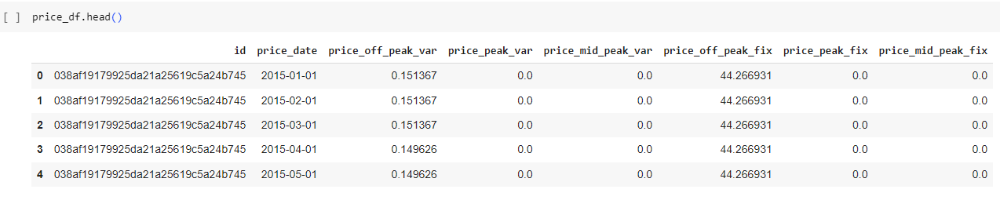 [ ] price_df.head()
id price_date price_off_peak_var price_peak_var price_mid_peak_var price_off_peak_fix price_peak_fix price_mid_peak_fix
0 038af19179925da21a25619c5a24b745 2015-01-01 0.151367 0.0 0.0 44.266931 0.0 0.0
1 038af19179925da21a25619c5a24b745 2015-02-01 0.151367 0.0 0.0 44.266931 0.0 0.0
2 038af19179925da21a25619c5a24b745 2015-03-01 0.151367 0.0 0.0 44.266931 0.0 0.0
3 038af19179925da21a25619c5a24b745 2015-04-01 0.149626 0.0 0.0 44.266931 0.0 0.0
4 038af19179925da21a25619c5a24b745 2015-05-01 0.149626 0.0 0.0 44.266931 0.0 0.0